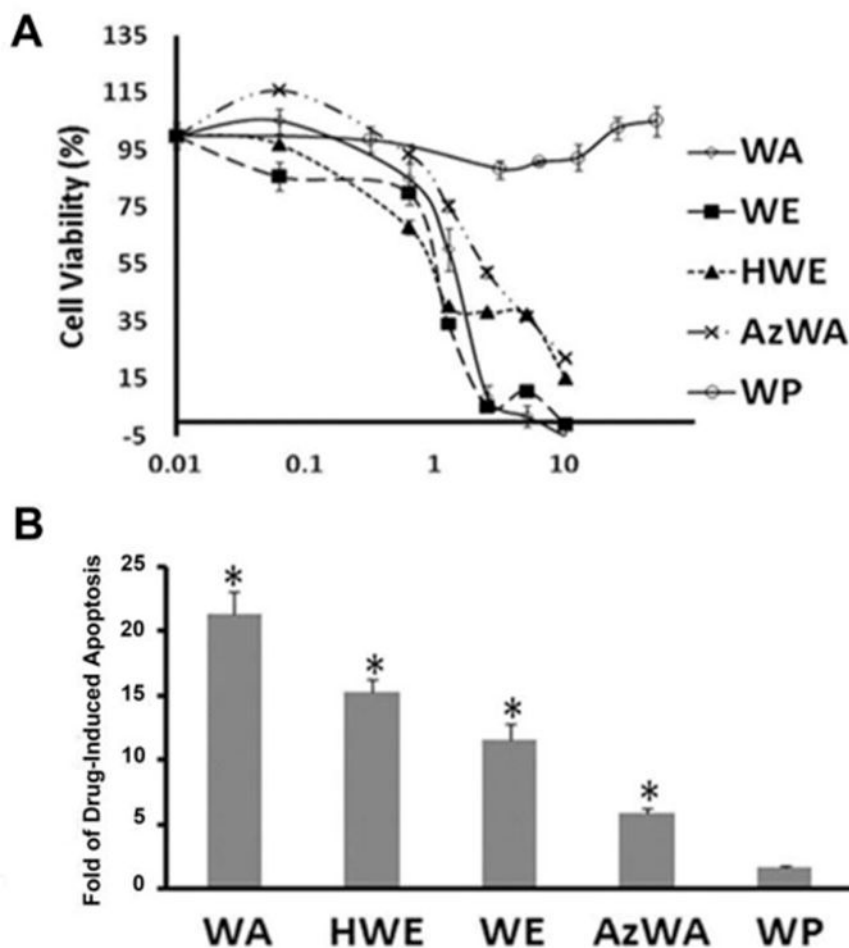 A
Cell Viability (%)
135
115
95
75
55
35
15
-5
0.01 0.1 1 10
WA
WE
HWE
AzWA
WP
B
Fold of Drug-Induced Apoptosis
25
20
15
10
5
0
* * * *
WA HWE WE AzWA WP